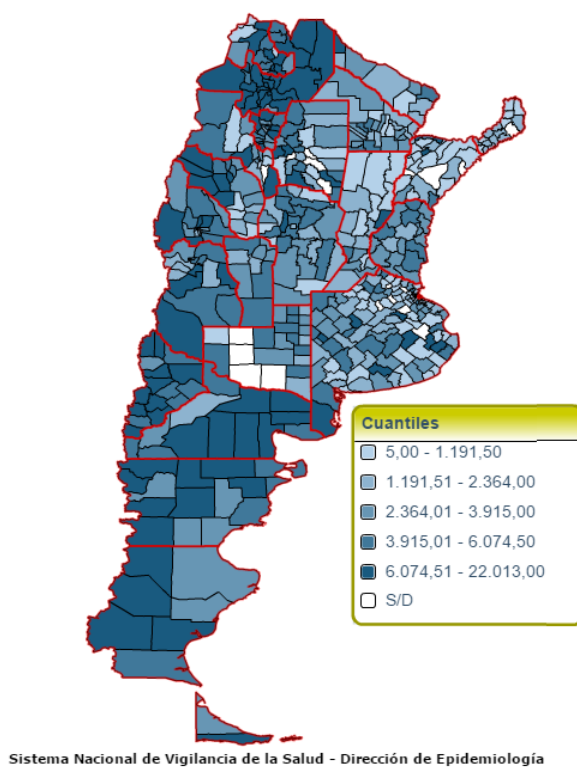 Cuantiles
5,00 - 1.191,50
1.191,51 - 2.364,00
2.364,01 - 3.915,00
3.915,01 - 6.074,50
6.074,51 - 22.013,00
S/D
Sistema Nacional de Vigilancia de la Salud - Dirección de Epidemiología